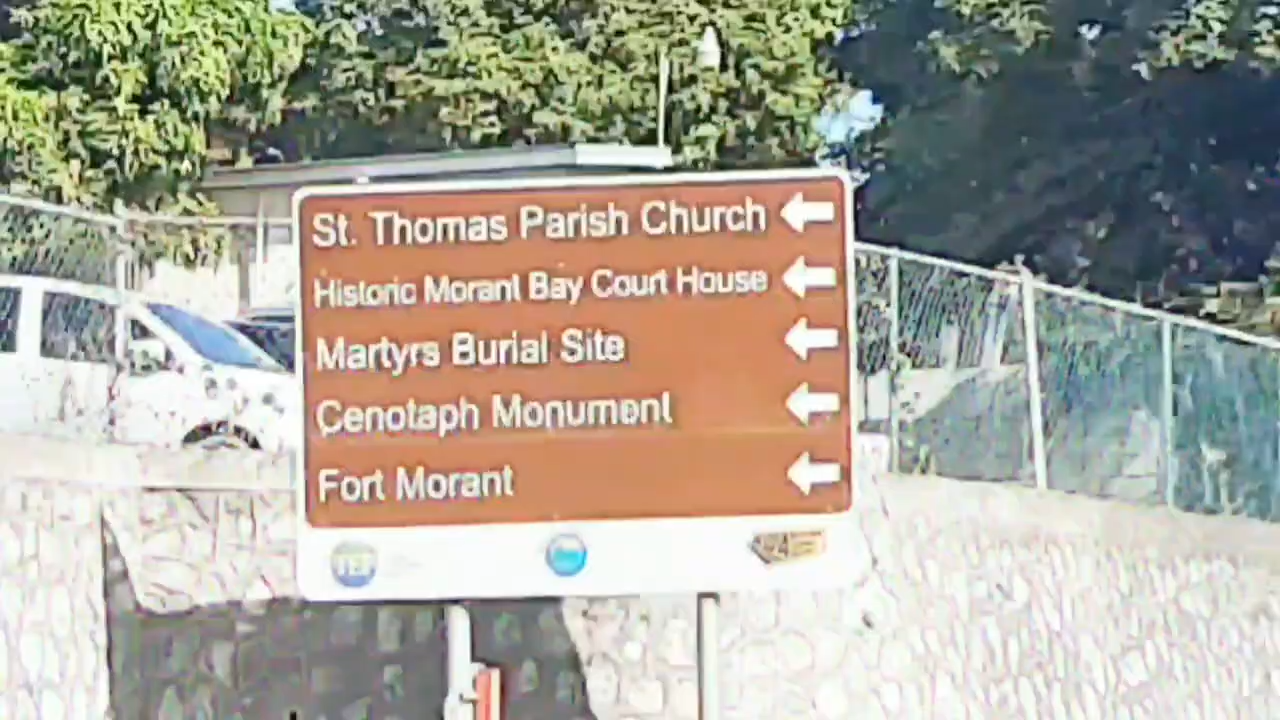 St. Thomas Parish Church
Historic Morant Bay Court House
Martyrs Burial Site
Cenotaph Monument
Fort Morant